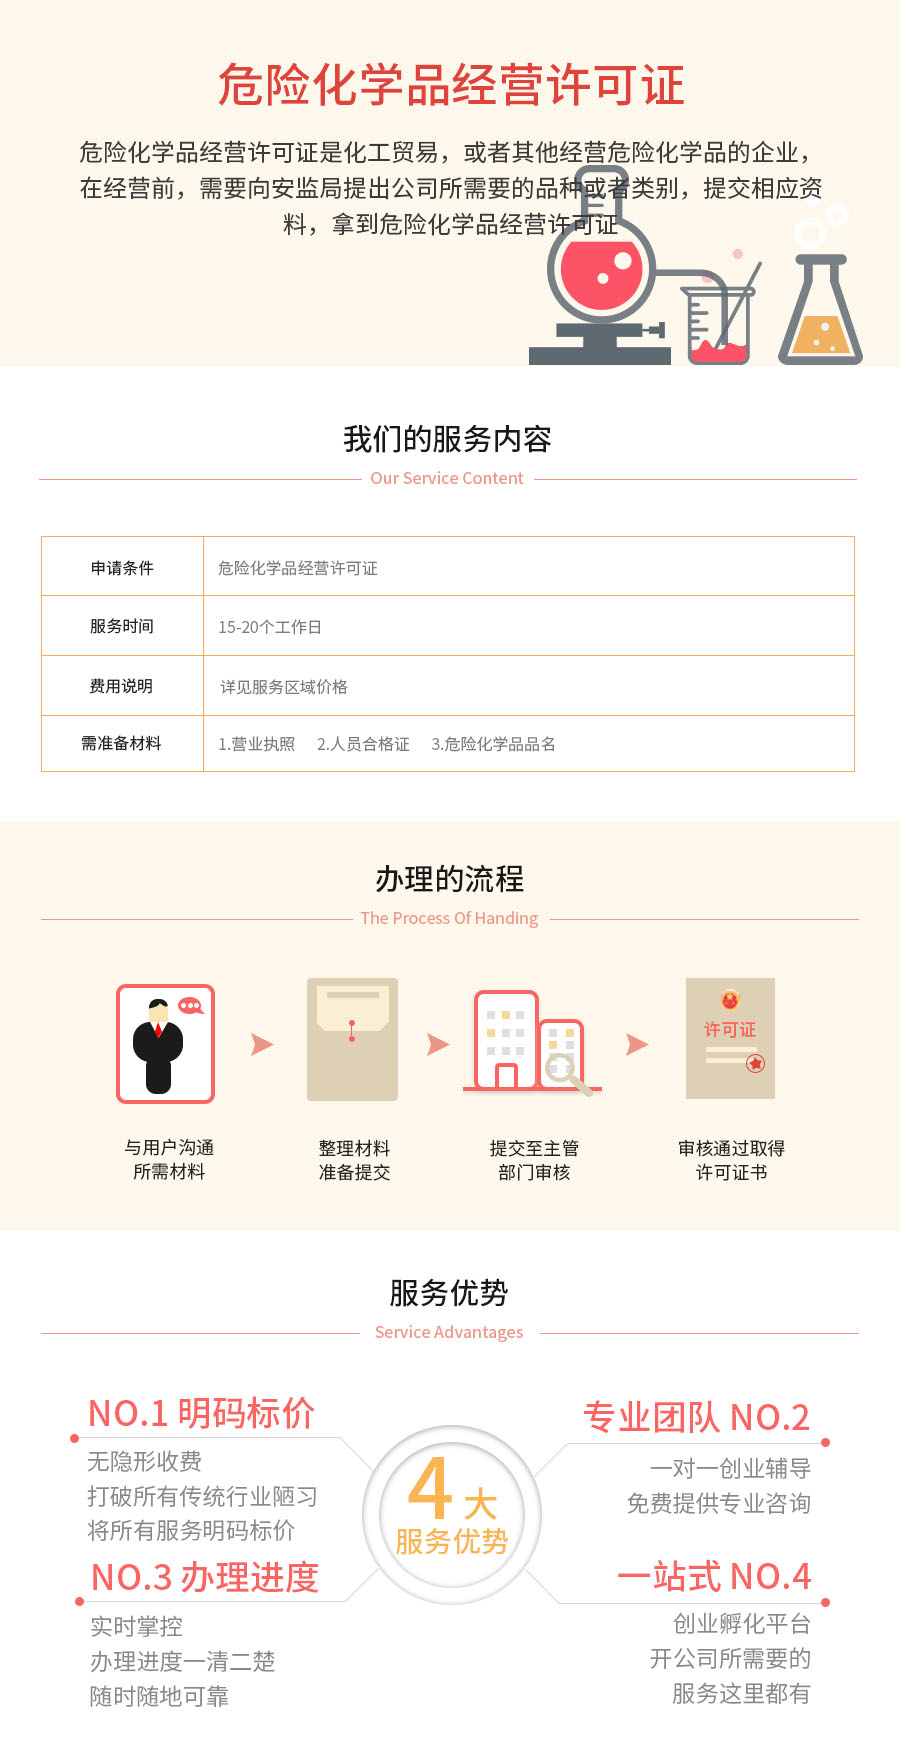 危险化学品经营许可证
危险化学品经营许可证是化工贸易，或者其他经营危险化学品的企业，
在经营前，需要向安监局提出公司所需要的品种或者类别，提交相应资
料，拿到危险化学品经营许可证
我们的服务内容
Our Service Content
申请条件 危险化学品经营许可证
服务时间 15-20个工作日
费用说明 详见服务区域价格
需准备材料 1.营业执照 2.人员合格证 3.危险化学品品名
办理的流程
The Process Of Handing
许可证
与用户沟通
所需材料
整理材料
准备提交
提交至主管
部门审核
审核通过取得
许可证书
服务优势
Service Advantages
NO.1 明码标价
无隐形收费
打破所有传统行业陋习
将所有服务明码标价
专业团队 NO.2
一对一创业辅导
免费提供专业咨询
4大
服务优势
NO.3 办理进度
实时掌控
办理进度一清二楚
随时随地可靠
一站式 NO.4
创业孵化平台
开公司所需要的
服务这里都有